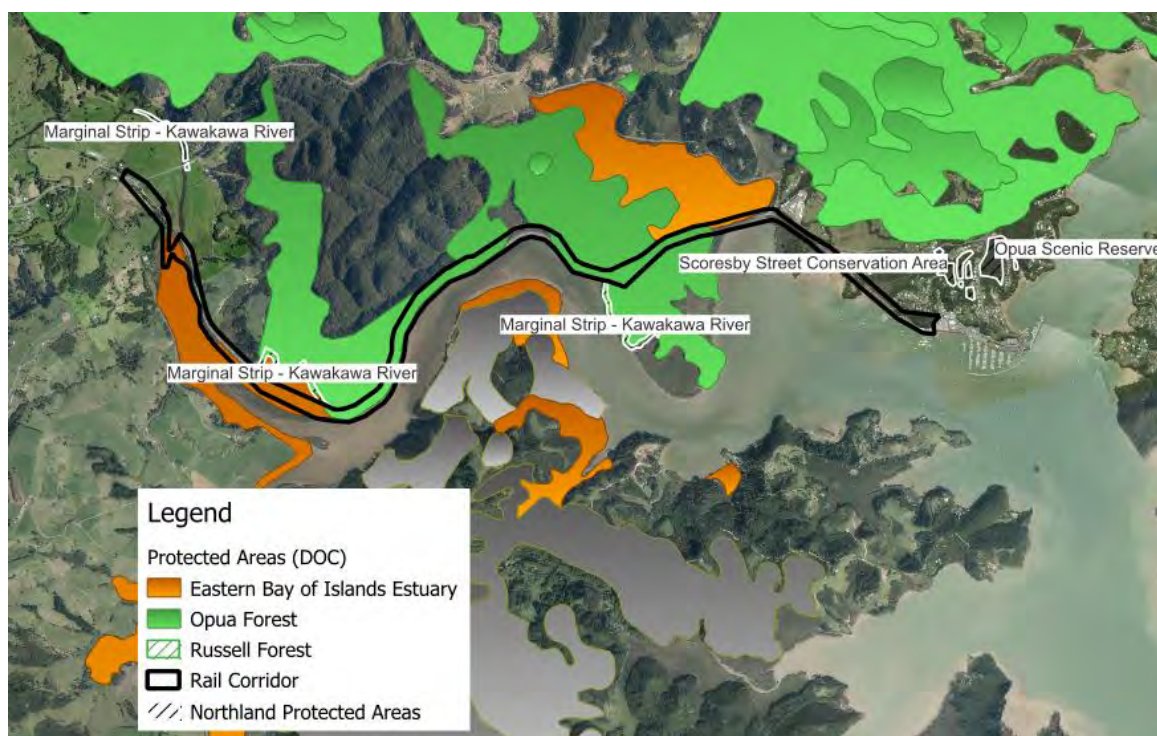 Marginal Strip - Kawakawa River
Scoresby Street Conservation Area
Opua Scenic Reserve
Marginal Strip - Kawakawa River
Marginal Strip - Kawakawa River
Legend
Protected Areas (DOC)
Eastern Bay of Islands Estuary
Opua Forest
Russell Forest
Rail Corridor
Northland Protected Areas